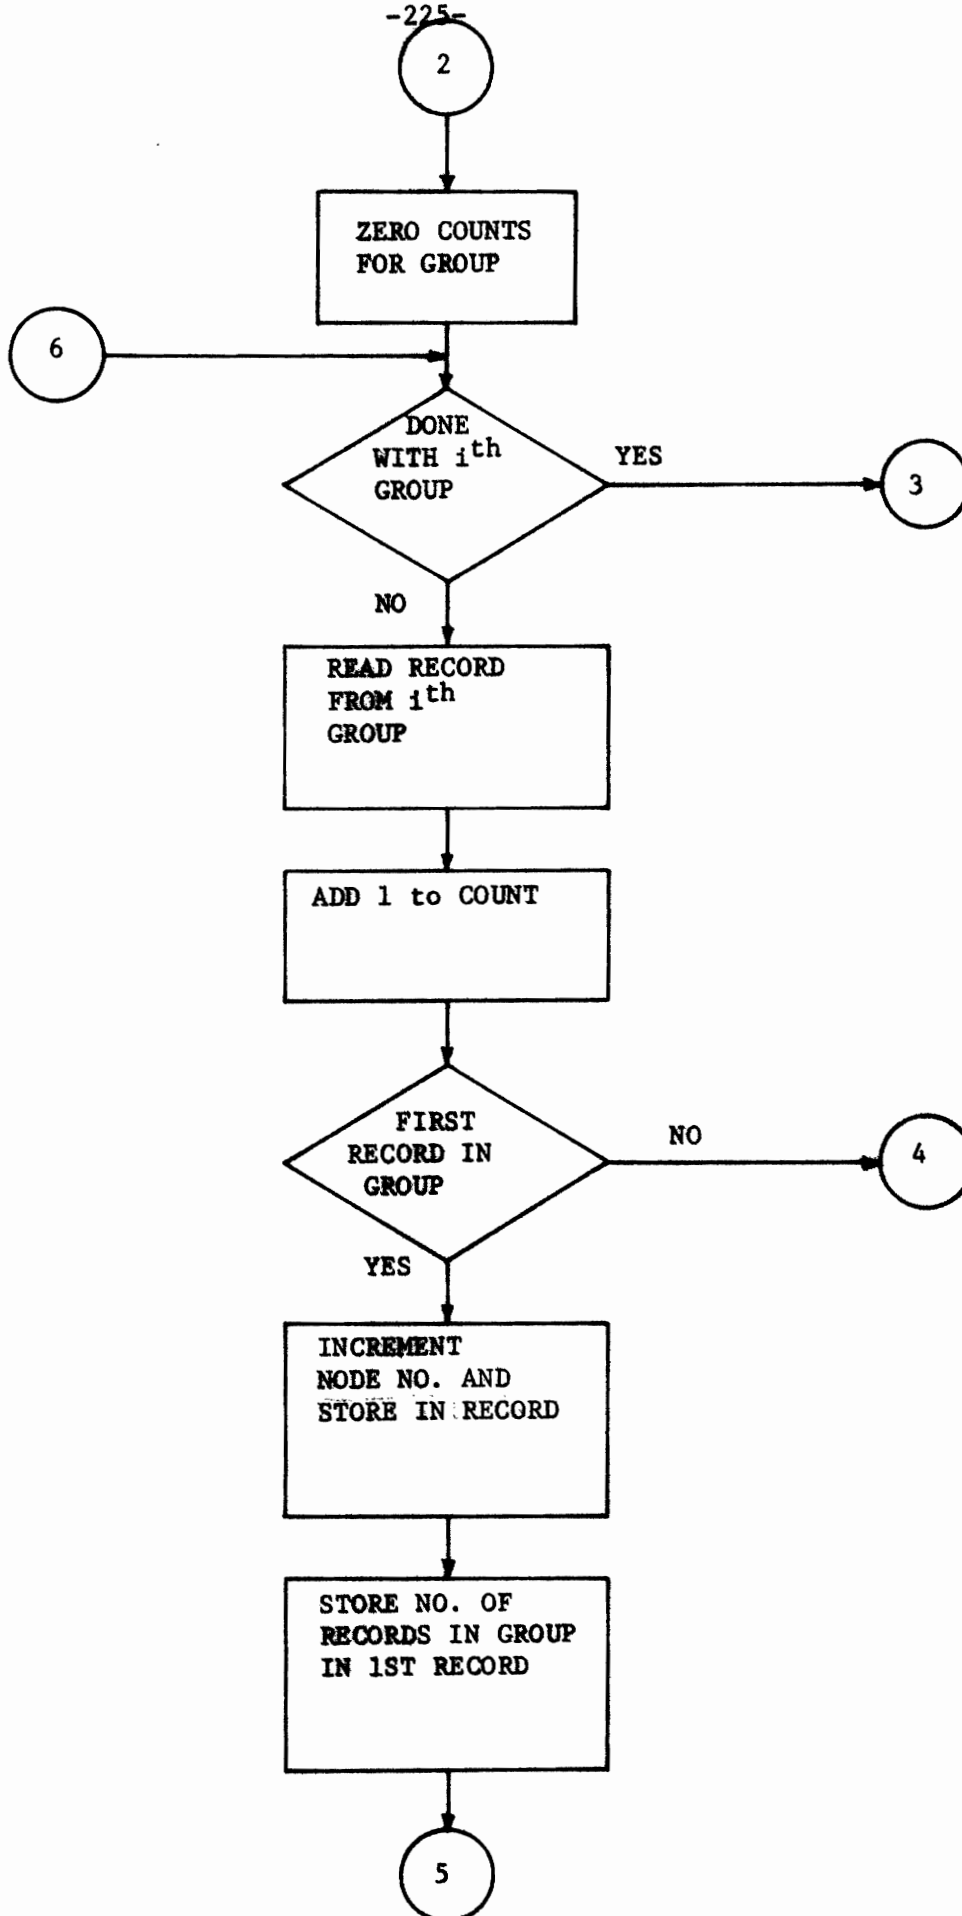 -225-
2
ZERO COUNTS
FOR GROUP
6
DONE
WITH ith
GROUP
YES
3
NO
READ RECORD
FROM ith
GROUP
ADD 1 to COUNT
FIRST
RECORD IN
GROUP
NO
4
YES
INCREMENT
NODE NO. AND
STORE IN RECORD
STORE NO. OF
RECORDS IN GROUP
IN 1ST RECORD
5